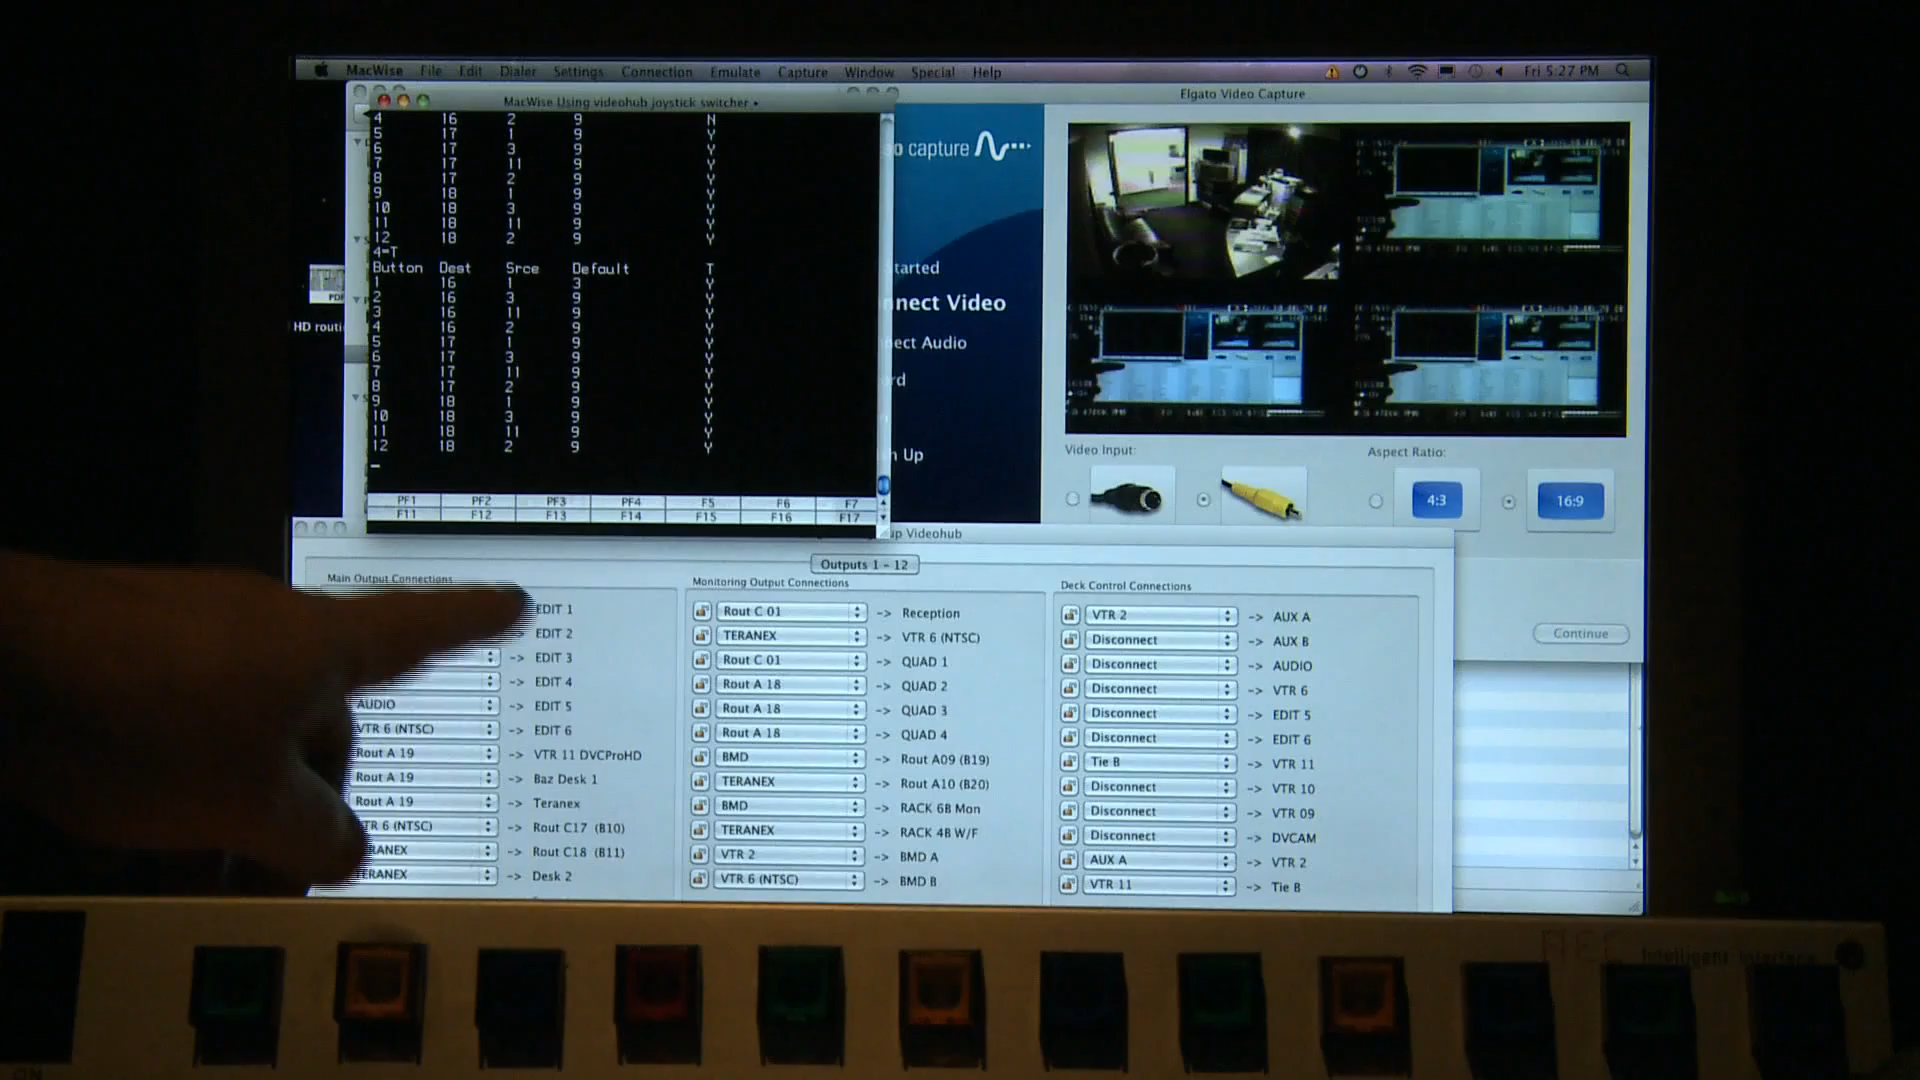 MacWise File Edit Dialer Settings Connection Emulate Capture Window Special Help Fri 5:27 PM
MacWise Using videohub joystick switcher
4 16 2 9 N
5 17 1 9 Y
6 17 3 9 Y
7 17 11 9 Y
8 17 2 9 Y
9 18 1 9 Y
10 18 3 9 Y
11 18 11 9 Y
12 18 2 9 Y
4=T
Button Dest Srce Default T
1 16 1 3 Y
2 16 3 9 Y
3 16 11 9 Y
4 16 2 9 Y
5 17 1 9 Y
6 17 3 9 Y
7 17 11 9 Y
8 17 2 9 Y
9 18 1 9 Y
10 18 3 9 Y
11 18 11 9 Y
12 18 2 9 Y
PF1 PF2 PF3 PF4 F5 F6 F7
F11 F12 F13 F14 F15 F16 F17
PDF
HD routi
Elgato Video Capture
o capture
tarted
nnect Video
ect Audio
rd
n Up
Video Input:
Aspect Ratio:
4:3
16:9
Continue
up Videohub
Outputs 1 - 12
Main Output Connections
EDIT 1
EDIT 2
-> EDIT 3
-> EDIT 4
AUDIO -> EDIT 5
VTR 6 (NTSC) -> EDIT 6
Rout A 19 -> VTR 11 DVCProHD
Rout A 19 -> Baz Desk 1
Rout A 19 -> Teranex
TR 6 (NTSC) -> Rout C17 (B10)
RANEX -> Rout C18 (B11)
TERANEX -> Desk 2
Monitoring Output Connections
Rout C 01 -> Reception
TERANEX -> VTR 6 (NTSC)
Rout C 01 -> QUAD 1
Rout A 18 -> QUAD 2
Rout A 18 -> QUAD 3
Rout A 18 -> QUAD 4
BMD -> Rout A09 (B19)
TERANEX -> Rout A10 (B20)
BMD -> RACK 6B Mon
TERANEX -> RACK 4B W/F
VTR 2 -> BMD A
VTR 6 (NTSC) -> BMD B
Deck Control Connections
VTR 2 -> AUX A
Disconnect -> AUX B
Disconnect -> AUDIO
Disconnect -> VTR 6
Disconnect -> EDIT 5
Disconnect -> EDIT 6
Tie B -> VTR 11
Disconnect -> VTR 10
Disconnect -> VTR 09
Disconnect -> DVCAM
AUX A -> VTR 2
VTR 11 -> Tie B
Intelligent Interface
ON